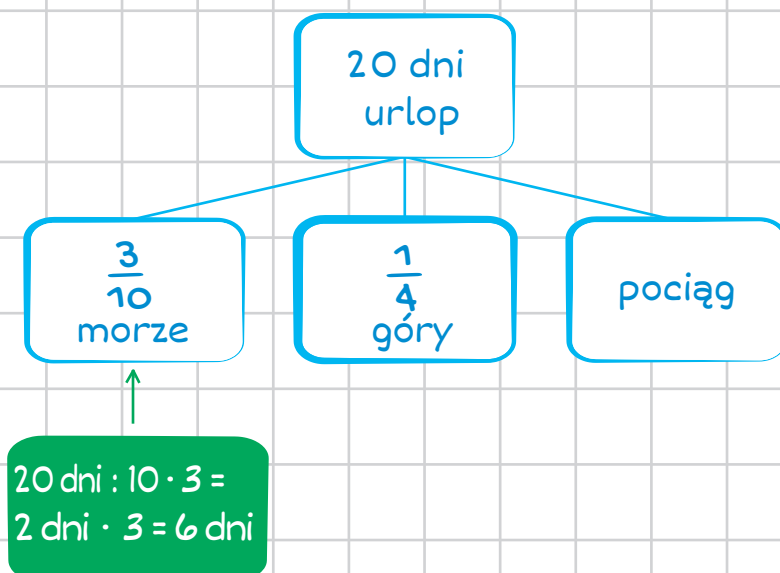 20 dni
urlop
3
10
morze
1
4
góry
pociąg
20 dni : 10 · 3 =
2 dni · 3 = 6 dni